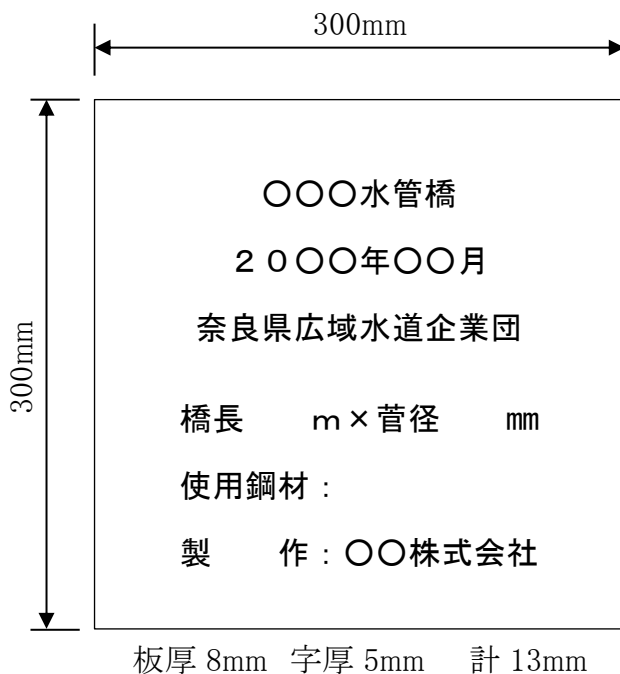 300mm
300mm
〇〇〇水管橋
２０〇〇年〇〇月
奈良県広域水道企業団
橋長　　ｍ×菅径　　㎜
使用鋼材：
製　　作：〇〇株式会社
板厚 8mm 字厚 5mm　計 13mm